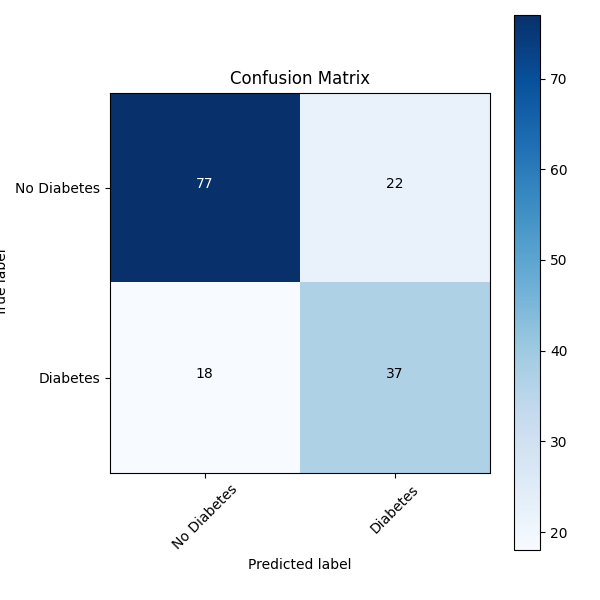 Confusion Matrix
No Diabetes
77
22
Diabetes
18
37
No Diabetes
Diabetes
Predicted label
label
70
60
50
40
30
20